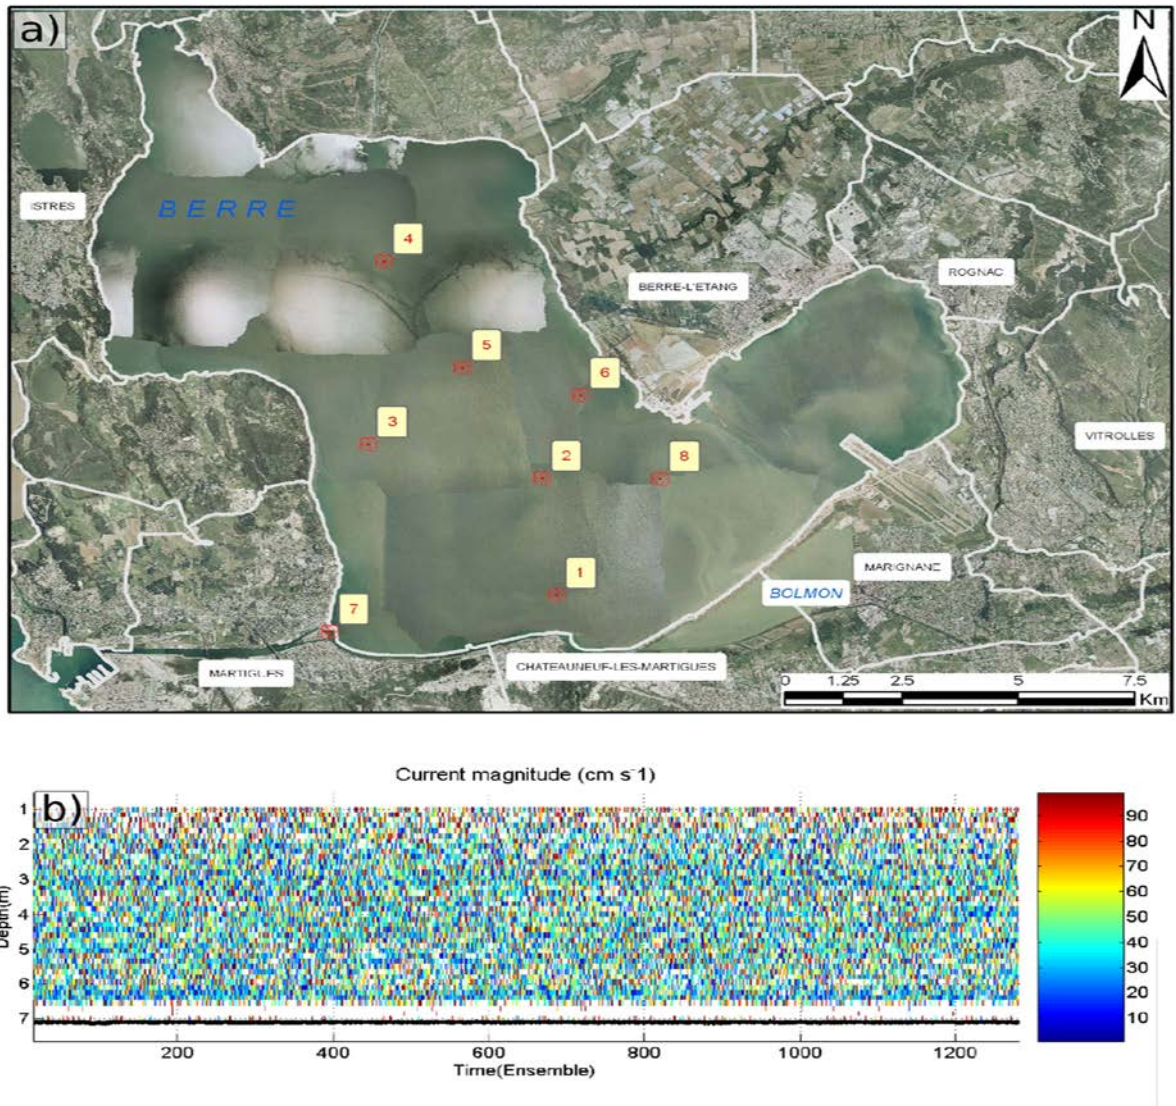 a)
N
ISTRES
BERRE
4
BERRE-L'ETANG
ROGNAC
5
6
3
VITROLLES
2
8
1
MARIGNANE
BOLMON
7
MARTIGUES
CHATEAUNEUF-LES-MARTIGUES
0 1.25 2.5 5 7.5
Km
Current magnitude (cm s-1)
b)
1
2
3
4
5
6
7
Depth(m)
200 400 600 800 1000 1200
Time(Ensemble)
90
80
70
60
50
40
30
20
10